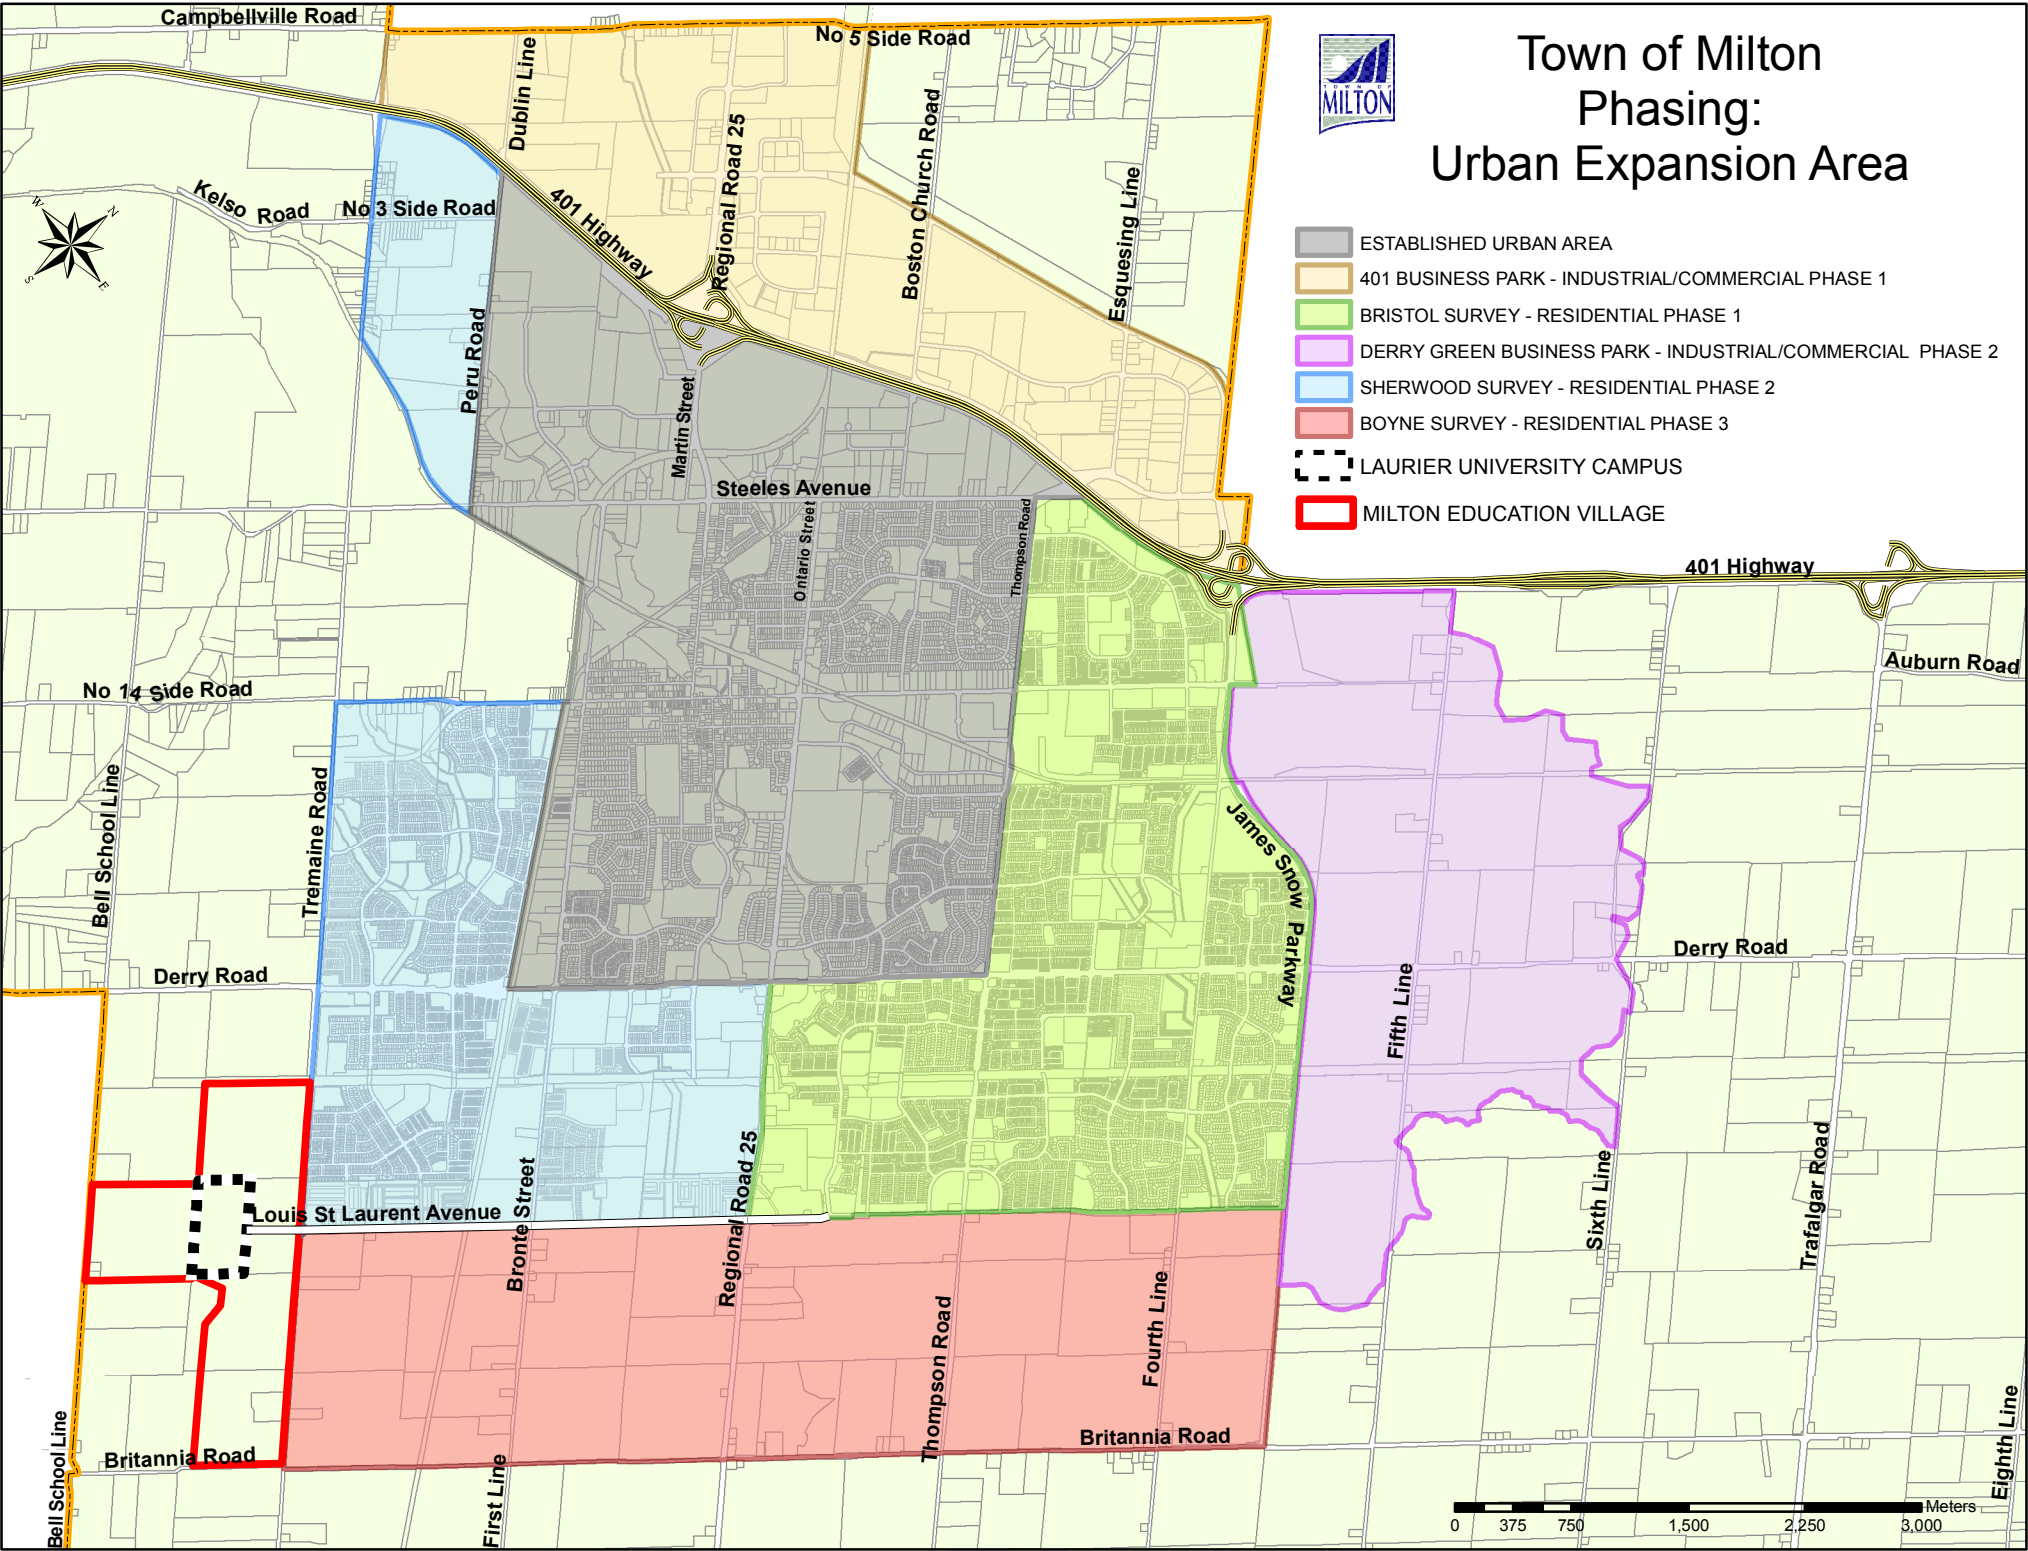 Campbellville Road
No 5 Side Road
Town of Milton
Phasing:
Urban Expansion Area
TOWN OF
MILTON
Dublin Line
Regional Road 25
Boston Church Road
Esquesing Line
401 Highway
Kelso Road
No 3 Side Road
W
N
S
E
Peru Road
Martin Street
Steeles Avenue
Ontario Street
Thompson Road
ESTABLISHED URBAN AREA
401 BUSINESS PARK - INDUSTRIAL/COMMERCIAL PHASE 1
BRISTOL SURVEY - RESIDENTIAL PHASE 1
DERRY GREEN BUSINESS PARK - INDUSTRIAL/COMMERCIAL PHASE 2
SHERWOOD SURVEY - RESIDENTIAL PHASE 2
BOYNE SURVEY - RESIDENTIAL PHASE 3
LAURIER UNIVERSITY CAMPUS
MILTON EDUCATION VILLAGE
401 Highway
Auburn Road
No 14 Side Road
Bell School Line
Tremaine Road
James Snow Parkway
Derry Road
Derry Road
Fifth Line
Louis St Laurent Avenue
Bronte Street
Regional Road 25
Sixth Line
Trafalgar Road
Thompson Road
Fourth Line
Britannia Road
Britannia Road
Bell School Line
First Line
Eighth Line
Meters
0 375 750 1,500 2,250 3,000